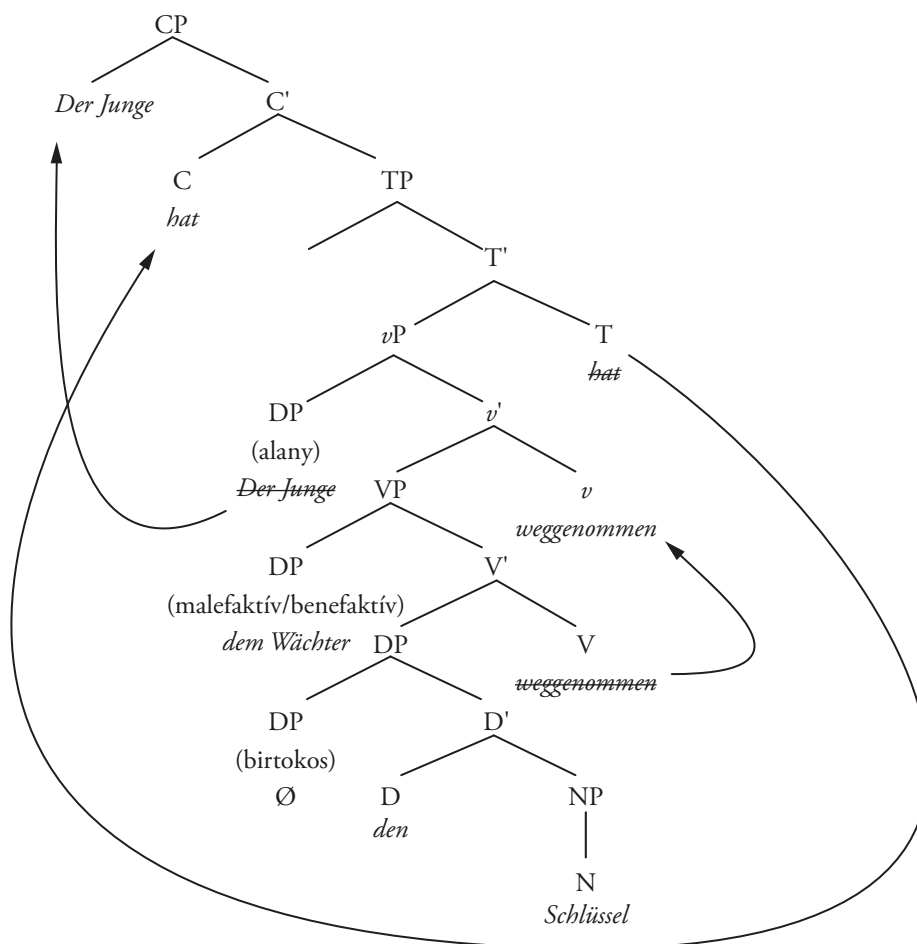 CP
Der Junge
C'
C
TP
hat
T'
vP
T
hat
DP
v'
(alany)
Der Junge
VP
v
weggenommen
DP
V'
(malefaktív/benefaktív)
dem Wächter
DP
V
weggenommen
DP
D'
(birtokos)
Ø
D
NP
den
N
Schlüssel